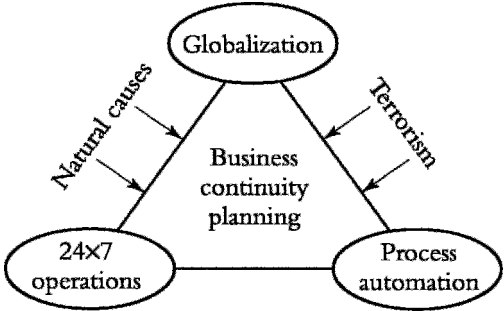 Globalization
Natural causes
Terrorism
Business
continuity
planning
24×7
operations
Process
automation